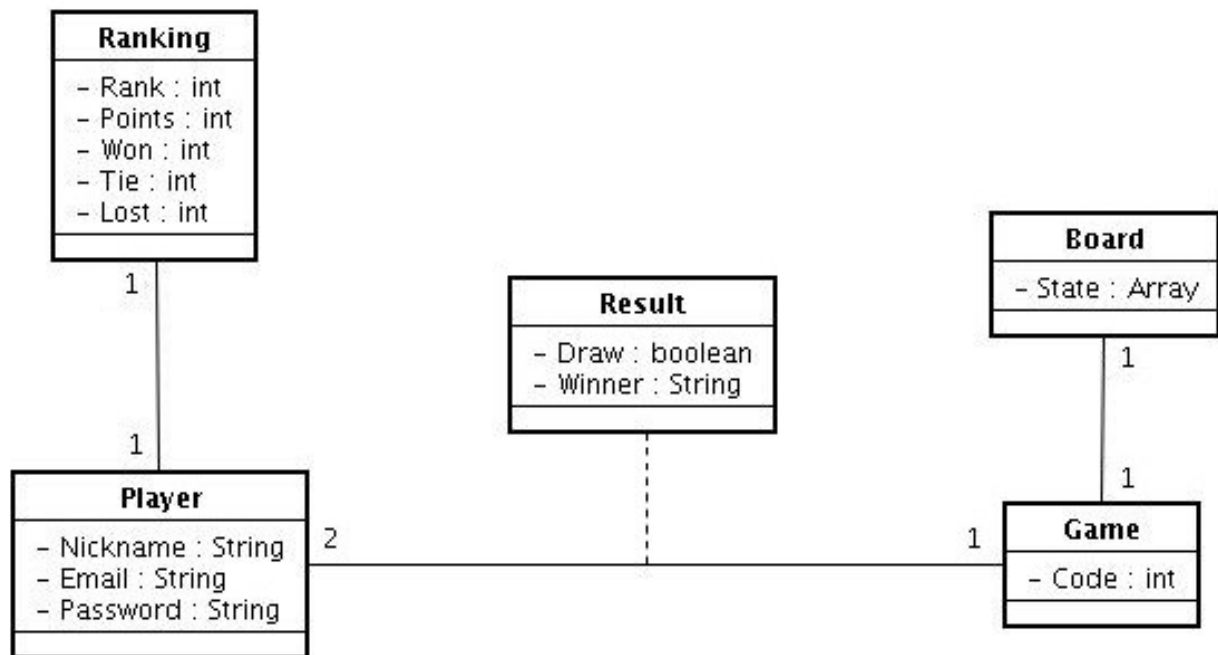 Ranking
- Rank : int
- Points : int
- Won : int
- Tie : int
- Lost : int
1
1
Player
- Nickname : String
- Email : String
- Password : String
2
Result
- Draw : boolean
- Winner : String
1
Board
- State : Array
1
1
Game
- Code : int